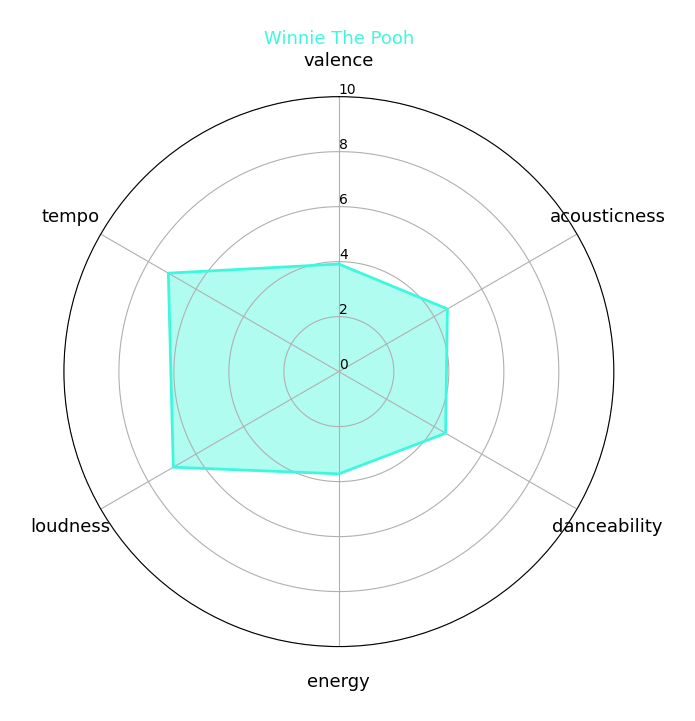 Winnie The Pooh
valence
10
8
6
4
2
0
tempo
acousticness
loudness
danceability
energy